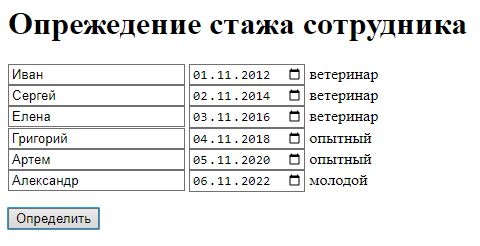 Опрежедение стажа сотрудника
Иван 01.11.2012 ветеринар
Сергей 02.11.2014 ветеринар
Елена 03.11.2016 ветеринар
Григорий 04.11.2018 опытный
Артем 05.11.2020 опытный
Александр 06.11.2022 молодой
Определить